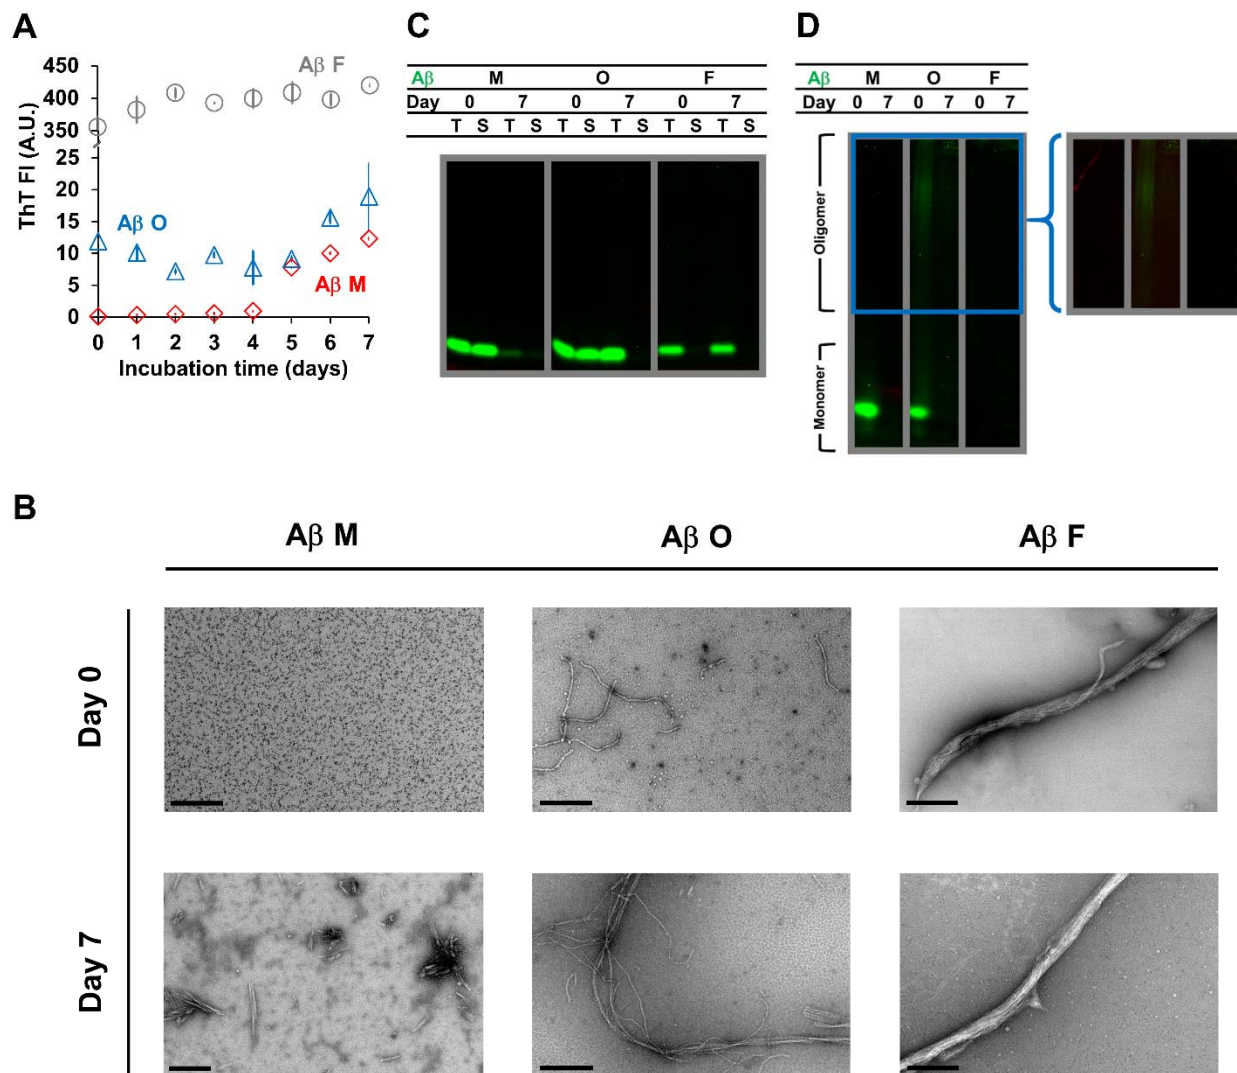 A
Aβ F
450
400
350
25
20
15
10
5
0
ThT FI (A.U.)
Aβ O
Aβ M
0 1 2 3 4 5 6 7
Incubation time (days)
C
Aβ M O F
Day 0 7 0 7 0 7
T S T S T S T S T S T S
D
Aβ M O F
Day 0 7 0 7 0 7
Oligomer
Monomer
B
Aβ M Aβ O Aβ F
Day 0
Day 7